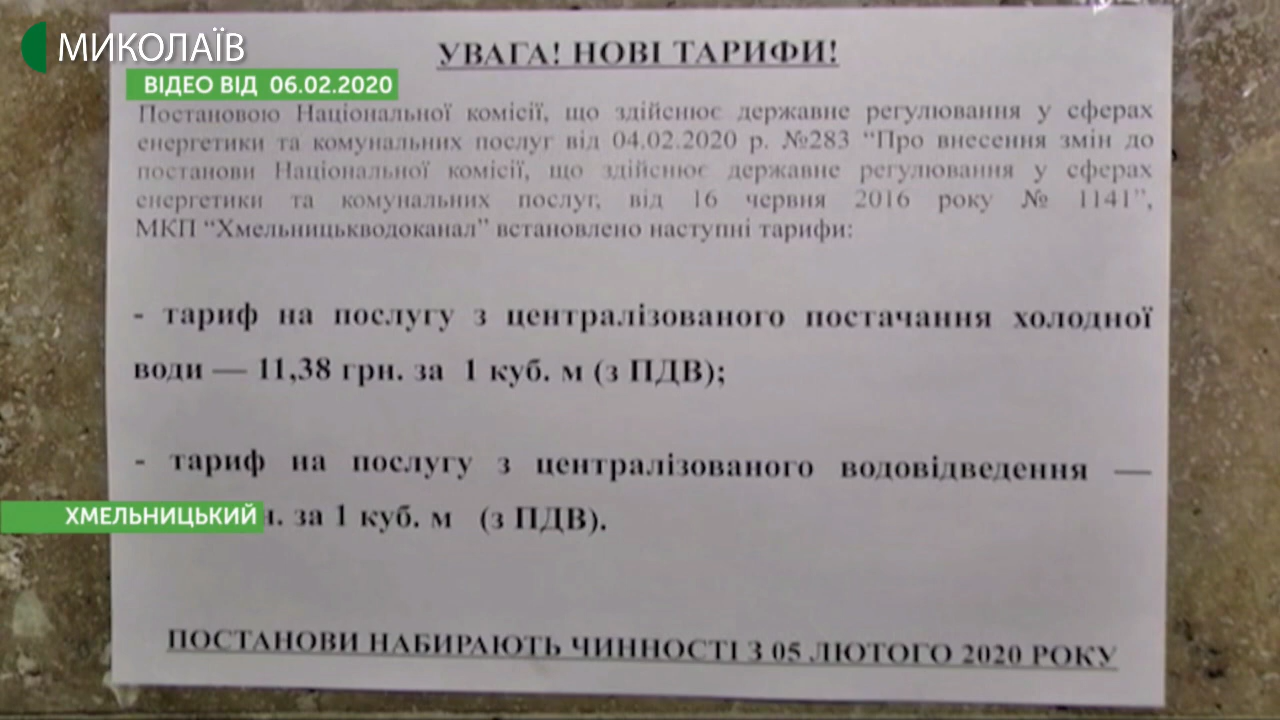 МИКОЛАЇВ
ВІДЕО ВІД 06.02.2020
УВАГА! НОВІ ТАРИФИ!
Постановою Національної комісії, що здійснює державне регулювання у сферах
енергетики та комунальних послуг від 04.02.2020 р. №283 “Про внесення змін до
постанови Національної комісії, що здійснює державне регулювання у сферах
енергетики та комунальних послуг, від 16 червня 2016 року № 1141”,
МКП “Хмельницькводоканал” встановлено наступні тарифи:
- тариф на послугу з централізованого постачання холодної
води — 11,38 грн. за 1 куб. м (з ПДВ);
- тариф на послугу з централізованого водовідведення —
ХМЕЛЬНИЦЬКИЙ
за 1 куб. м (з ПДВ).
ПОСТАНОВИ НАБИРАЮТЬ ЧИННОСТІ З 05 ЛЮТОГО 2020 РОКУ